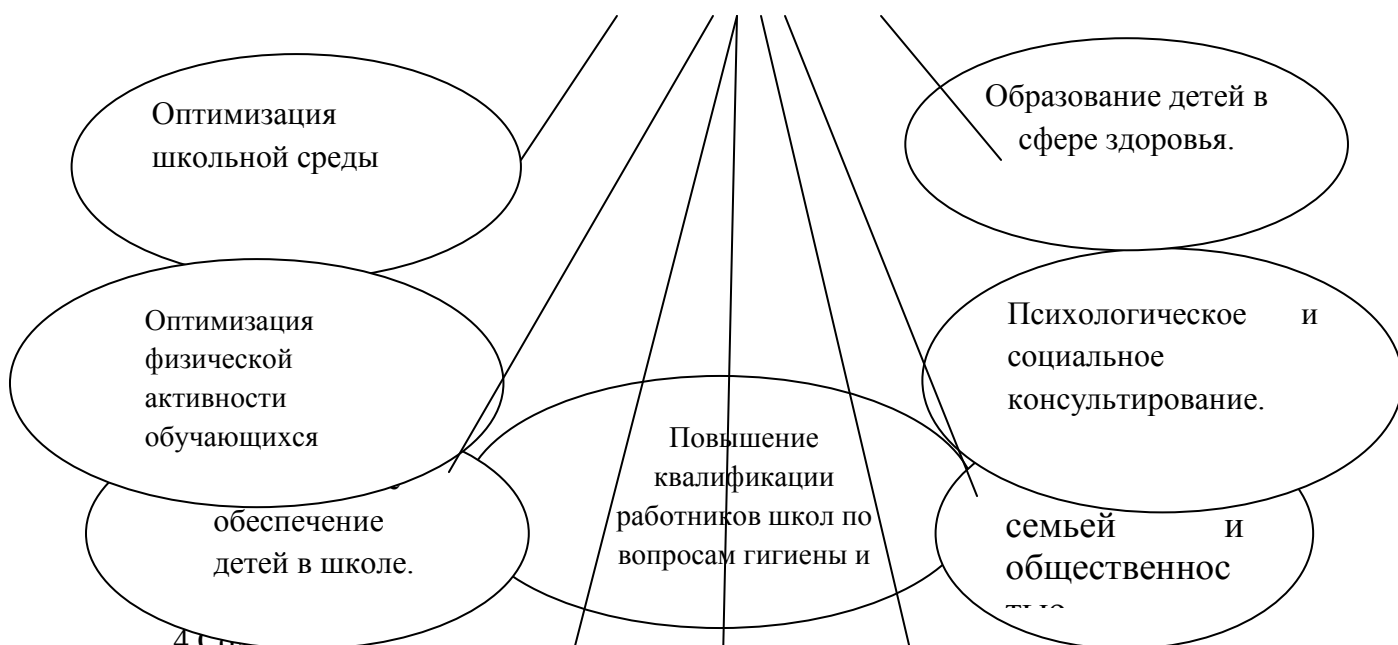 Оптимизация
школьной среды
Образование детей в
сфере здоровья.
Оптимизация
физической
активности
обучающихся
Психологическое и
социальное
консультирование.
обеспечение
детей в школе.
Повышение
квалификации
работников школ по
вопросам гигиены и
семьей и
общественнос